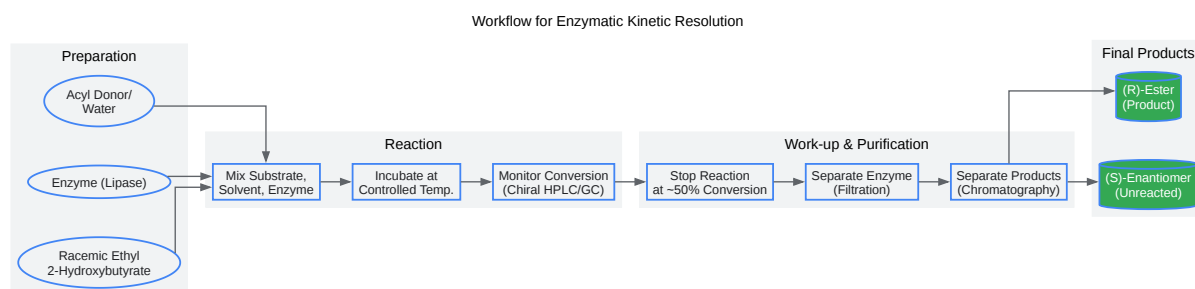 Workflow for Enzymatic Kinetic Resolution
Preparation
Acyl Donor/
Water
Enzyme (Lipase)
Racemic Ethyl
2-Hydroxybutyrate
Reaction
Mix Substrate,
Solvent, Enzyme
Incubate at
Controlled Temp.
Monitor Conversion
(Chiral HPLC/GC)
Work-up & Purification
Stop Reaction
at ~50% Conversion
Separate Enzyme
(Filtration)
Separate Products
(Chromatography)
Final Products
(R)-Ester
(Product)
(S)-Enantiomer
(Unreacted)